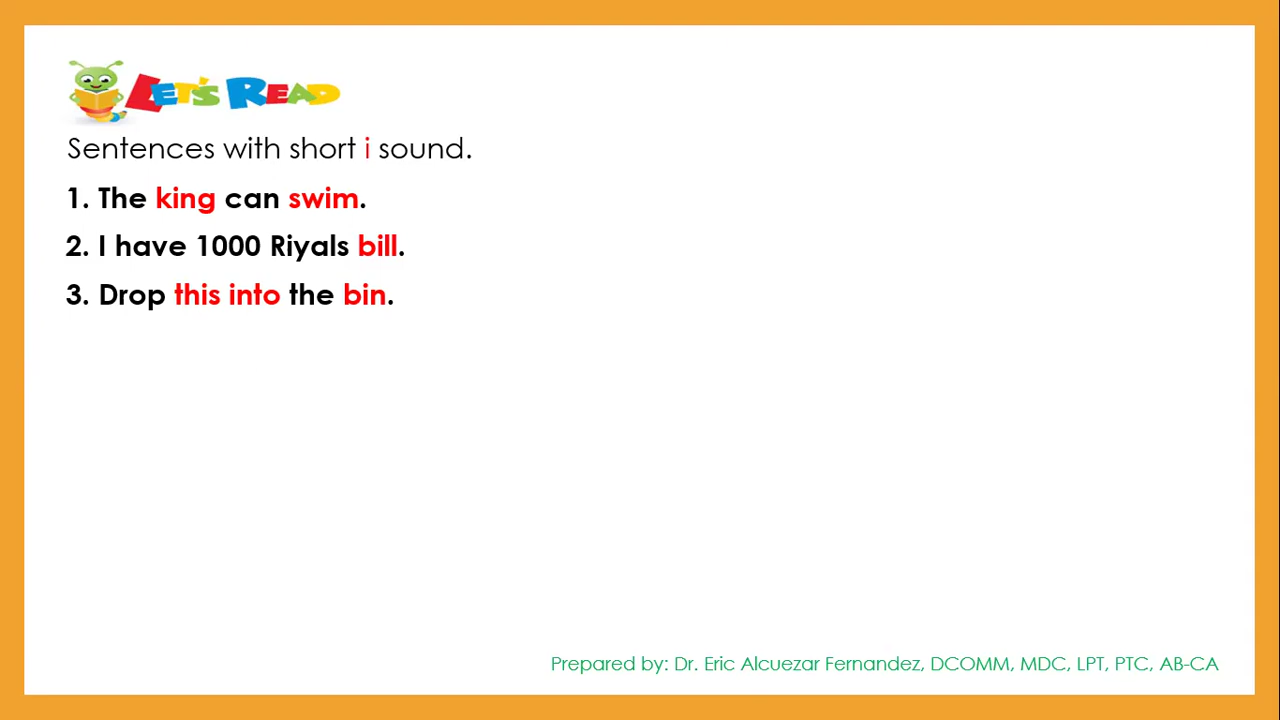 LET'S READ
Sentences with short i sound.
1. The king can swim.
2. I have 1000 Riyals bill.
3. Drop this into the bin.
Prepared by: Dr. Eric Alcuezar Fernandez, DCOMM, MDC, LPT, PTC, AB-CA